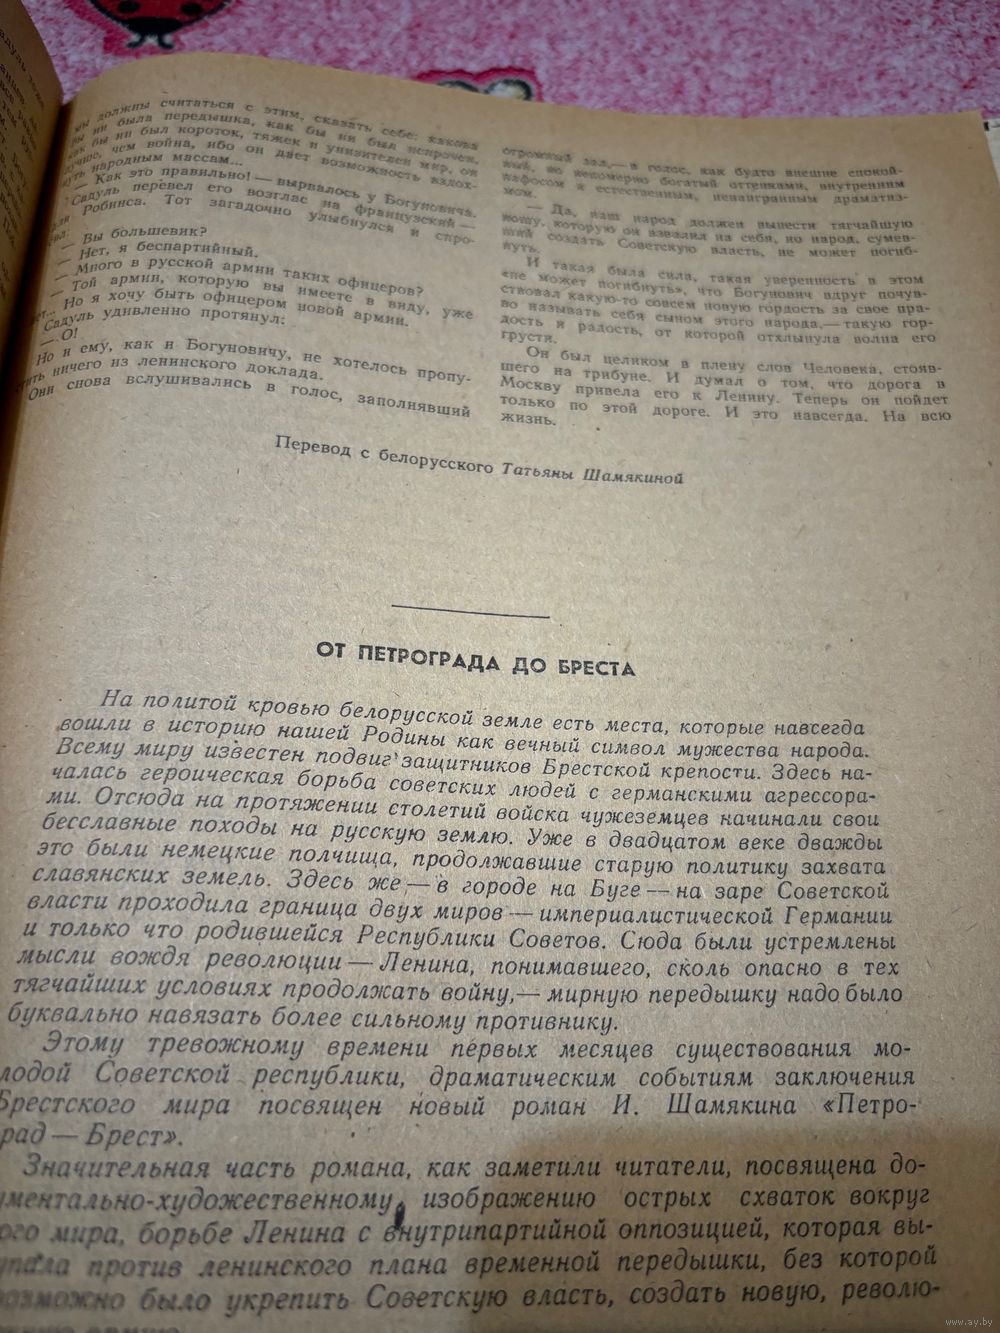 мы должны считаться с этим, сказать себе: какова
бы ни была передышка, как бы ни был непрочен,
как бы ни был короток, тяжек и унизителен мир, он
лучше, чем война, ибо он дает возможность вздох-
нуть народным массам...
— Как это правильно! — вырвалось у Богуновича.
Садуль перевел его возглас на французский —
для Робинса. Тот загадочно улыбнулся и спро-
сил:
— Вы большевик?
— Нет, я беспартийный.
— Много в русской армии таких офицеров?
— Той армии, которую вы имеете в виду, уже
нет... Но я хочу быть офицером новой армии.
Садуль удивленно протянул:
— О!
Но и ему, как и Богуновичу, не хотелось пропу-
стить ничего из ленинского доклада.
Они снова вслушивались в голос, заполнявший
огромный зал,— в голос, как будто внешне спокой-
ный, но непомерно богатый оттенками, внутренним
пафосом и естественным, ненаигранным драматиз-
мом.
— Да, наш народ должен вынести тягчайшую
ношу, которую он взвалил на себя, но народ, сумев-
ший создать Советскую власть, не может погиб-
нуть.
И такая была сила, такая уверенность в этом
«не может погибнуть», что Богунович вдруг почув-
ствовал какую-то совсем новую гордость за свое пра-
во называть себя сыном этого народа,— такую гор-
дость и радость, от которой отхлынула волна его
грусти.
Он был целиком в плену слов Человека, стояв-
шего на трибуне. И думал о том, что дорога в
Москву привела его к Ленину. Теперь он пойдет
только по этой дороге. И это навсегда. На всю
жизнь.
Перевод с белорусского Татьяны Шамякиной
ОТ ПЕТРОГРАДА ДО БРЕСТА
На политой кровью белорусской земле есть места, которые навсегда
вошли в историю нашей Родины как вечный символ мужества народа.
Всему миру известен подвиг защитников Брестской крепости. Здесь на-
чалась героическая борьба советских людей с германскими агрессора-
ми. Отсюда на протяжении столетий войска чужеземцев начинали свои
бесславные походы на русскую землю. Уже в двадцатом веке дважды
это были немецкие полчища, продолжавшие старую политику захвата
славянских земель. Здесь же — в городе на Буге — на заре Советской
власти проходила граница двух миров — империалистической Германии
и только что родившейся Республики Советов. Сюда были устремлены
мысли вождя революции — Ленина, понимавшего, сколь опасно в тех
тягчайших условиях продолжать войну,— мирную передышку надо было
буквально навязать более сильному противнику.
Этому тревожному времени первых месяцев существования мо-
лодой Советской республики, драматическим событиям заключения
Брестского мира посвящен новый роман И. Шамякина «Петро-
рад — Брест».
Значительная часть романа, как заметили читатели, посвящена до-
ументально-художественному изображению острых схваток вокруг
ого мира, борьбе Ленина с внутрипартийной оппозицией, которая вы-
упала против ленинского плана временной передышки, без которой
возможно было укрепить Советскую власть, создать новую, револю-
www.ay.by